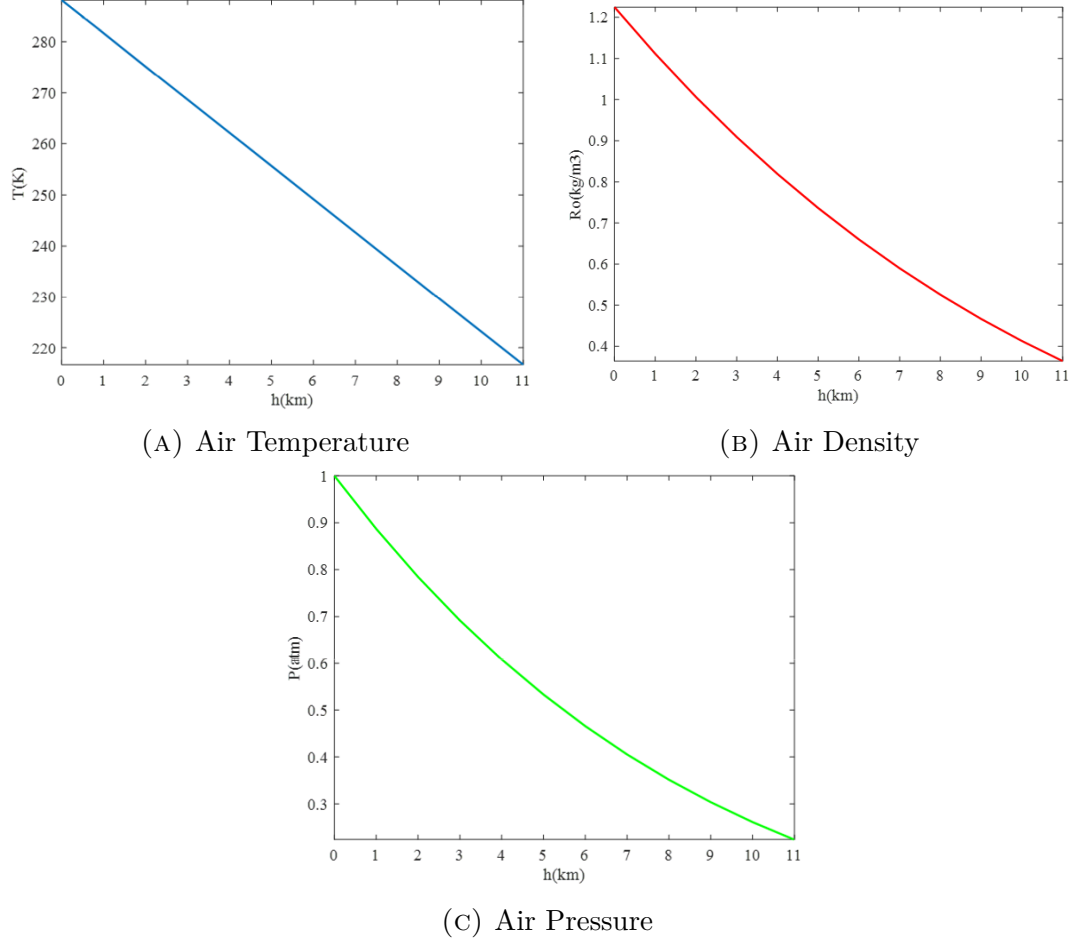 280
270
260
250
240
230
220
T(K)
0 1 2 3 4 5 6 7 8 9 10 11
h(km)
(A) Air Temperature
1.2
1.1
1
0.9
0.8
0.7
0.6
0.5
0.4
Ro(kg/m3)
0 1 2 3 4 5 6 7 8 9 10 11
h(km)
(B) Air Density
1
0.9
0.8
0.7
0.6
0.5
0.4
0.3
P(atm)
0 1 2 3 4 5 6 7 8 9 10 11
h(km)
(C) Air Pressure